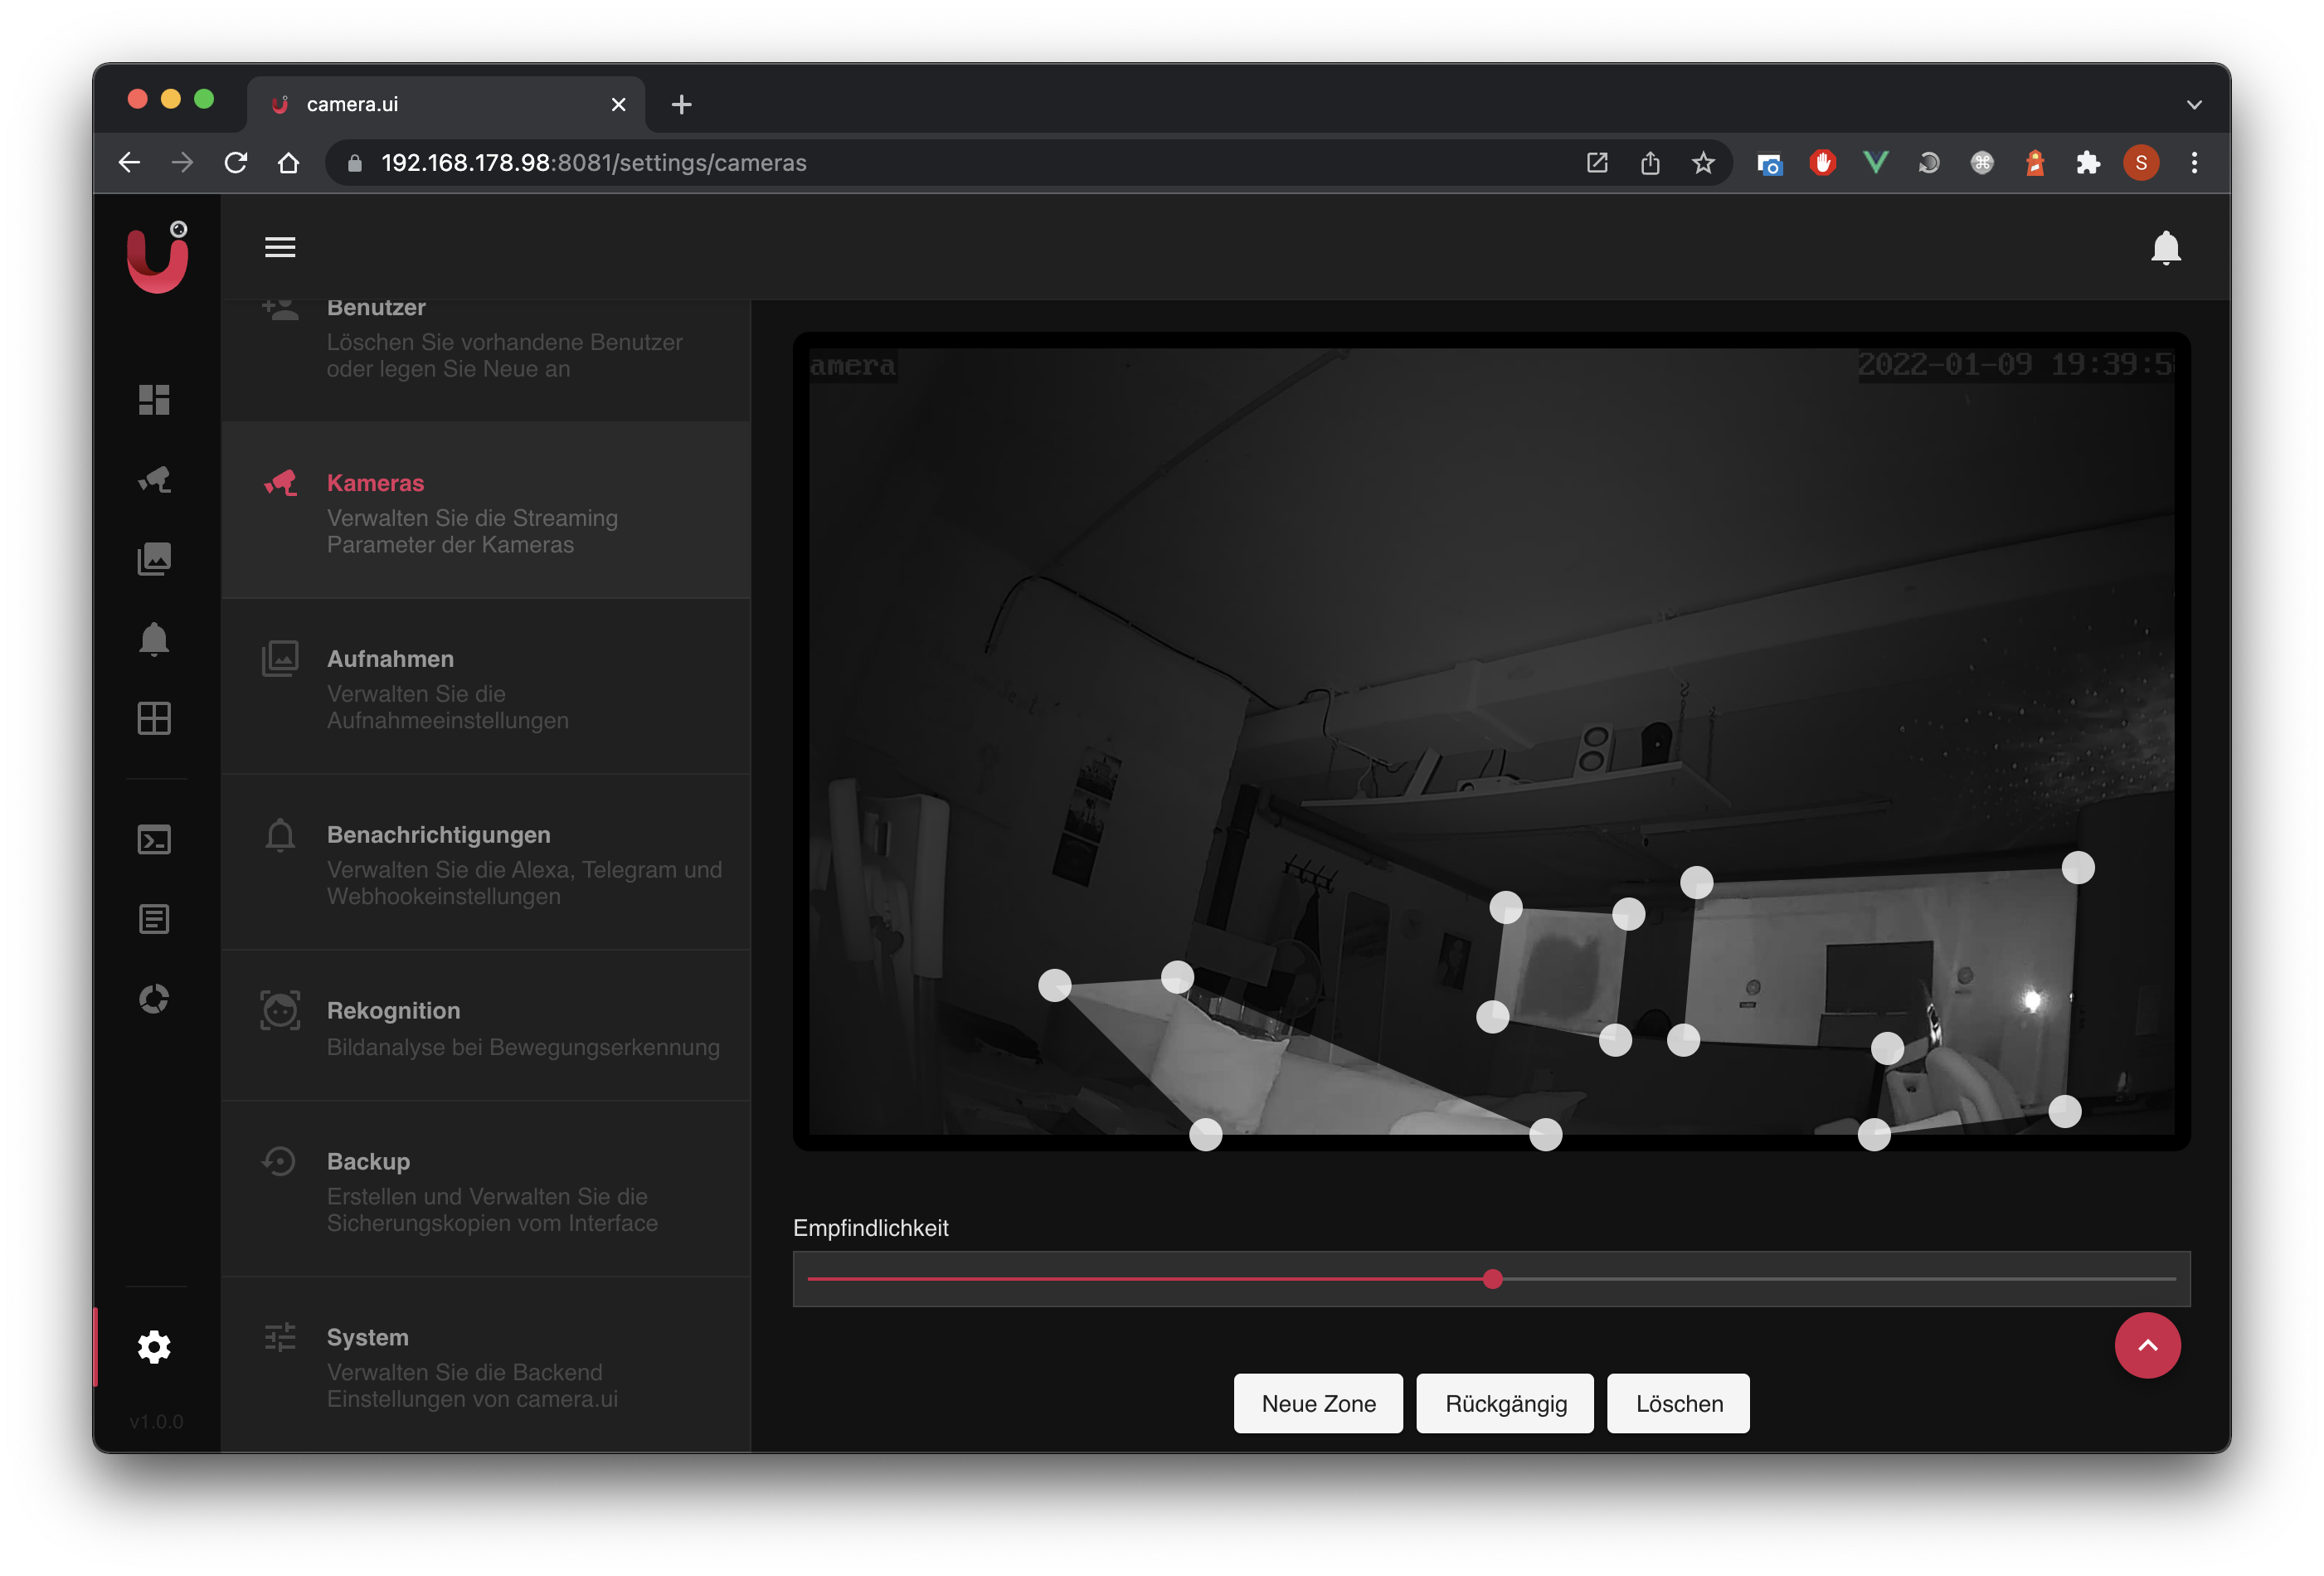 camera.ui
192.168.178.98:8081/settings/cameras
S
Benutzer
Löschen Sie vorhandene Benutzer
oder legen Sie Neue an
Kameras
Verwalten Sie die Streaming
Parameter der Kameras
Aufnahmen
Verwalten Sie die
Aufnahmeeinstellungen
Benachrichtigungen
Verwalten Sie die Alexa, Telegram und
Webhookeinstellungen
Rekognition
Bildanalyse bei Bewegungserkennung
Backup
Erstellen und Verwalten Sie die
Sicherungskopien vom Interface
System
Verwalten Sie die Backend
Einstellungen von camera.ui
v1.0.0
amera
2022-01-09 19:39:5
Empfindlichkeit
Neue Zone
Rückgängig
Löschen